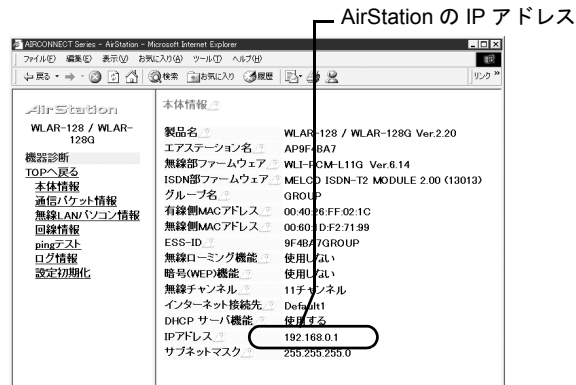 AirStation の IP アドレス
AIRCONNECT Series - AirStation - Microsoft Internet Explorer
ファイル(F) 編集(E) 表示(V) お気に入り(A) ツール(T) ヘルプ(H)
戻る 検索 お気に入り 履歴 リンク »
AirStation
WLAR-128 / WLAR-128G
機器診断
TOPへ戻る
本体情報
通信パケット情報
無線LANパソコン情報
回線情報
pingテスト
ログ情報
設定初期化
本体情報
製品名 WLAR-128 / WLAR-128G Ver.2.20
エアステーション名 AP9F4BA7
無線部ファームウェア WLI-PCM-L11G Ver.6.14
ISDN部ファームウェア MELCO ISDN-T2 MODULE 2.00 (13013)
グループ名 GROUP
有線側MACアドレス 00:40:26:FF:02:1C
無線側MACアドレス 00:60:1D:F2:71:99
ESS-ID 9F4BA7GROUP
無線ローミング機能 使用しない
暗号(WEP)機能 使用しない
無線チャンネル 11チャンネル
インターネット接続先 Default1
DHCP サーバ機能 使用する
IPアドレス 192.168.0.1
サブネットマスク 255.255.255.0